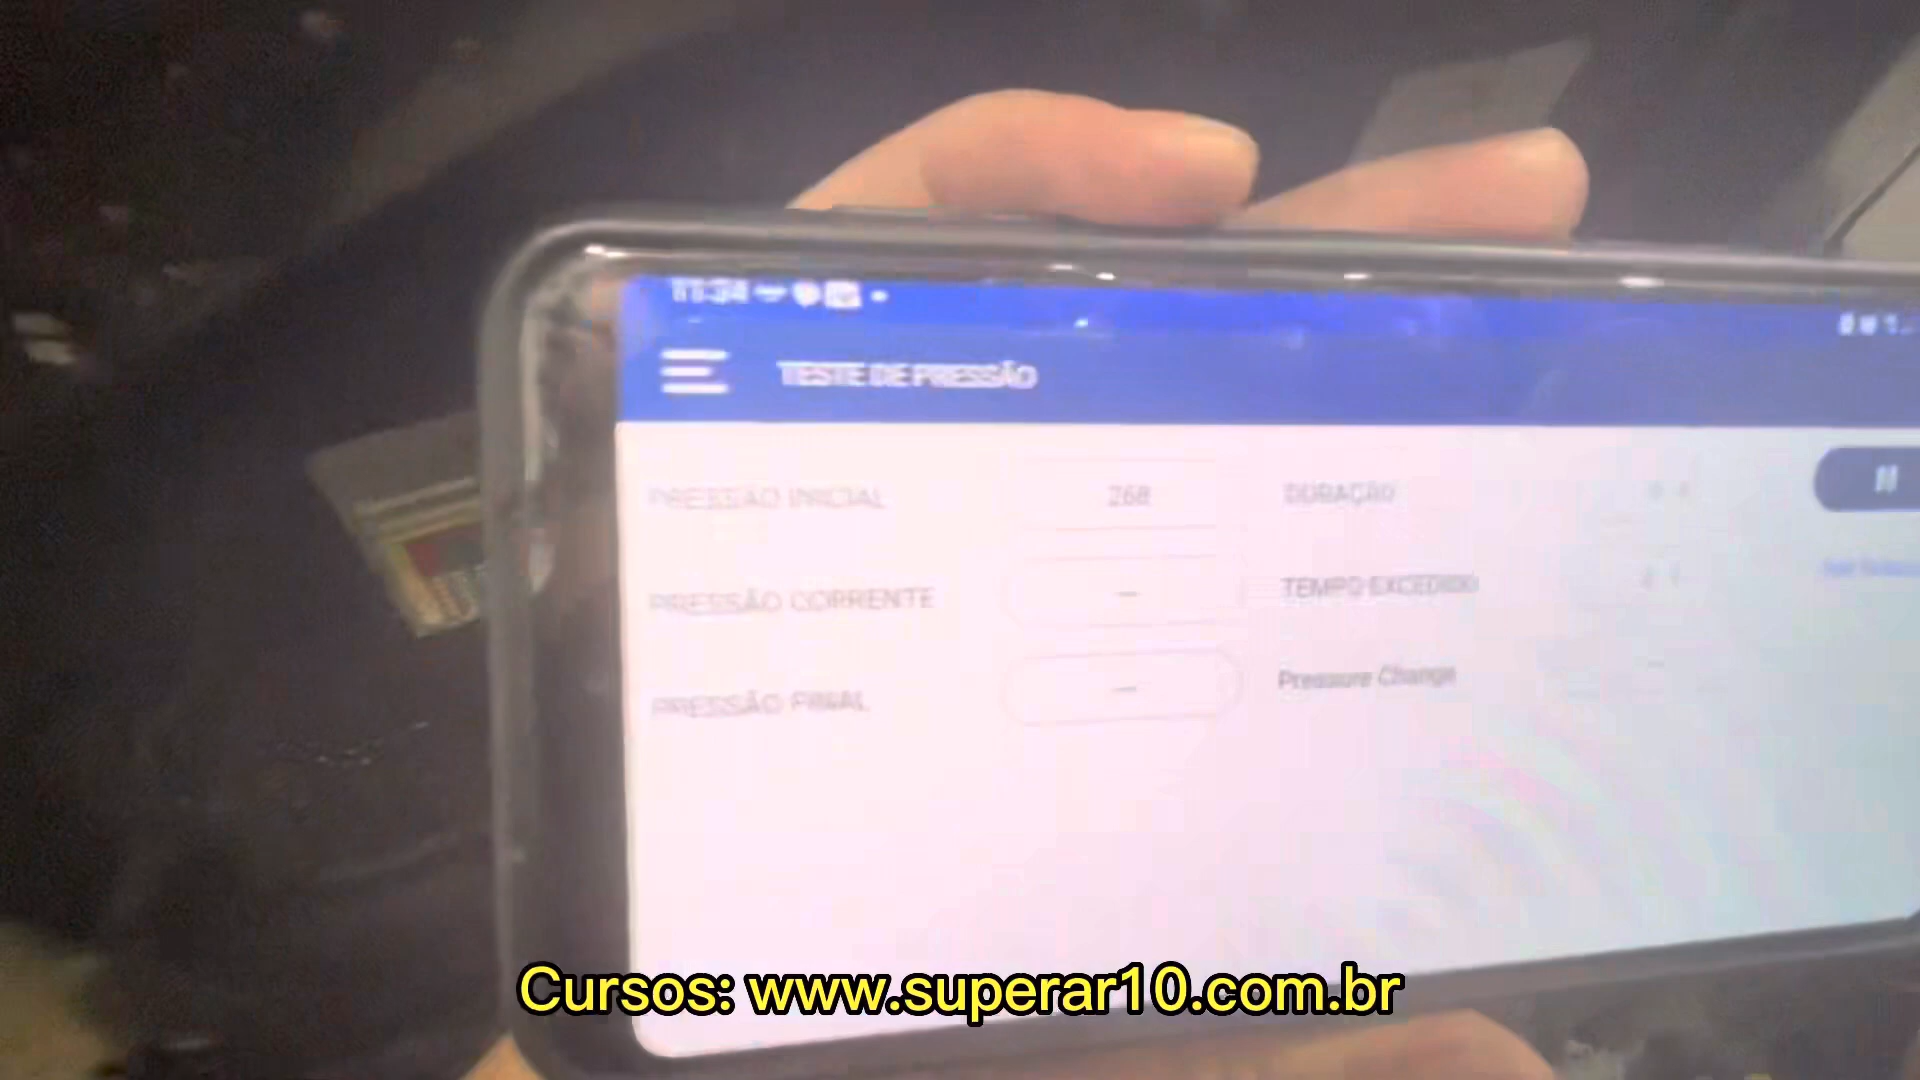 11:34
TESTE DE PRESSÃO
PRESSÃO INICIAL 268 DURAÇÃO
PRESSÃO CORRENTE — TEMPO EXCEDIDO
PRESSÃO FINAL — Pressure Change
Cursos: www.superar10.com.br